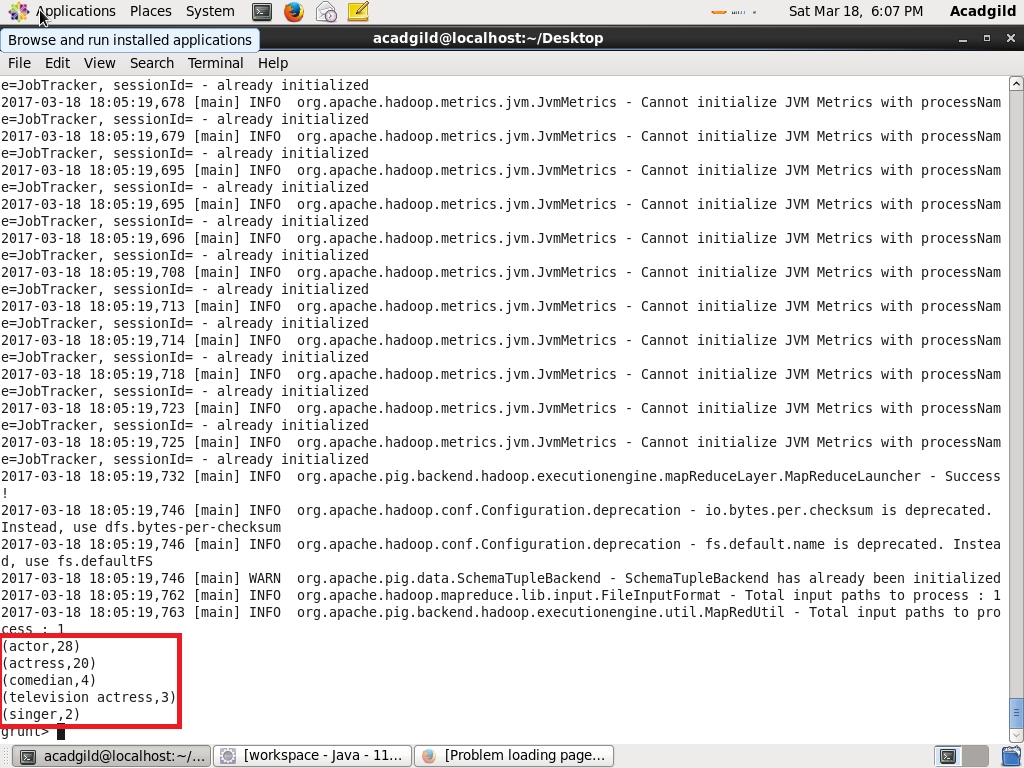 Applications Places System Sat Mar 18, 6:07 PM Acadgild
Browse and run installed applications
acadgild@localhost:~/Desktop
File Edit View Search Terminal Help
e=JobTracker, sessionId= - already initialized
2017-03-18 18:05:19,678 [main] INFO  org.apache.hadoop.metrics.jvm.JvmMetrics - Cannot initialize JVM Metrics with processNam
e=JobTracker, sessionId= - already initialized
2017-03-18 18:05:19,679 [main] INFO  org.apache.hadoop.metrics.jvm.JvmMetrics - Cannot initialize JVM Metrics with processNam
e=JobTracker, sessionId= - already initialized
2017-03-18 18:05:19,695 [main] INFO  org.apache.hadoop.metrics.jvm.JvmMetrics - Cannot initialize JVM Metrics with processNam
e=JobTracker, sessionId= - already initialized
2017-03-18 18:05:19,695 [main] INFO  org.apache.hadoop.metrics.jvm.JvmMetrics - Cannot initialize JVM Metrics with processNam
e=JobTracker, sessionId= - already initialized
2017-03-18 18:05:19,696 [main] INFO  org.apache.hadoop.metrics.jvm.JvmMetrics - Cannot initialize JVM Metrics with processNam
e=JobTracker, sessionId= - already initialized
2017-03-18 18:05:19,708 [main] INFO  org.apache.hadoop.metrics.jvm.JvmMetrics - Cannot initialize JVM Metrics with processNam
e=JobTracker, sessionId= - already initialized
2017-03-18 18:05:19,713 [main] INFO  org.apache.hadoop.metrics.jvm.JvmMetrics - Cannot initialize JVM Metrics with processNam
e=JobTracker, sessionId= - already initialized
2017-03-18 18:05:19,714 [main] INFO  org.apache.hadoop.metrics.jvm.JvmMetrics - Cannot initialize JVM Metrics with processNam
e=JobTracker, sessionId= - already initialized
2017-03-18 18:05:19,718 [main] INFO  org.apache.hadoop.metrics.jvm.JvmMetrics - Cannot initialize JVM Metrics with processNam
e=JobTracker, sessionId= - already initialized
2017-03-18 18:05:19,723 [main] INFO  org.apache.hadoop.metrics.jvm.JvmMetrics - Cannot initialize JVM Metrics with processNam
e=JobTracker, sessionId= - already initialized
2017-03-18 18:05:19,725 [main] INFO  org.apache.hadoop.metrics.jvm.JvmMetrics - Cannot initialize JVM Metrics with processNam
e=JobTracker, sessionId= - already initialized
2017-03-18 18:05:19,732 [main] INFO  org.apache.pig.backend.hadoop.executionengine.mapReduceLayer.MapReduceLauncher - Success
!
2017-03-18 18:05:19,746 [main] INFO  org.apache.hadoop.conf.Configuration.deprecation - io.bytes.per.checksum is deprecated.
Instead, use dfs.bytes-per-checksum
2017-03-18 18:05:19,746 [main] INFO  org.apache.hadoop.conf.Configuration.deprecation - fs.default.name is deprecated. Instea
d, use fs.defaultFS
2017-03-18 18:05:19,746 [main] WARN  org.apache.pig.data.SchemaTupleBackend - SchemaTupleBackend has already been initialized
2017-03-18 18:05:19,762 [main] INFO  org.apache.hadoop.mapreduce.lib.input.FileInputFormat - Total input paths to process : 1
2017-03-18 18:05:19,763 [main] INFO  org.apache.pig.backend.hadoop.executionengine.util.MapRedUtil - Total input paths to pro
cess : 1
(actor,28)
(actress,20)
(comedian,4)
(television actress,3)
(singer,2)
grunt>
acadgild@localhost:~/... [workspace - Java - 11... [Problem loading page...